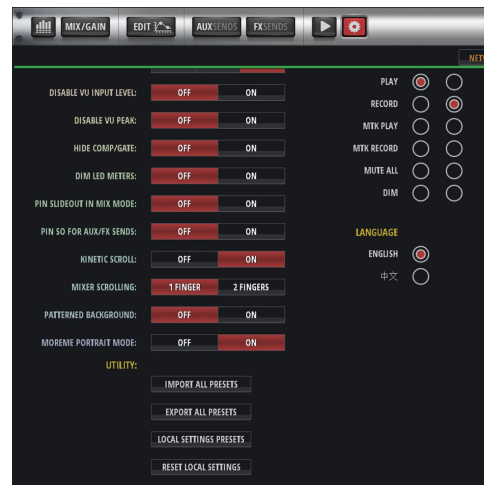 MIX/GAIN EDIT AUXSENDS FXSENDS
NETW
DISABLE VU INPUT LEVEL: OFF ON
DISABLE VU PEAK: OFF ON
HIDE COMP/GATE: OFF ON
DIM LED METERS: OFF ON
PIN SLIDEOUT IN MIX MODE: OFF ON
PIN SO FOR AUX/FX SENDS: OFF ON
KINETIC SCROLL: OFF ON
MIXER SCROLLING: 1 FINGER 2 FINGERS
PATTERNED BACKGROUND: OFF ON
MOREME PORTRAIT MODE: OFF ON
UTILITY:
IMPORT ALL PRESETS
EXPORT ALL PRESETS
LOCAL SETTINGS PRESETS
RESET LOCAL SETTINGS
PLAY
RECORD
MTK PLAY
MTK RECORD
MUTE ALL
DIM
LANGUAGE
ENGLISH
中文